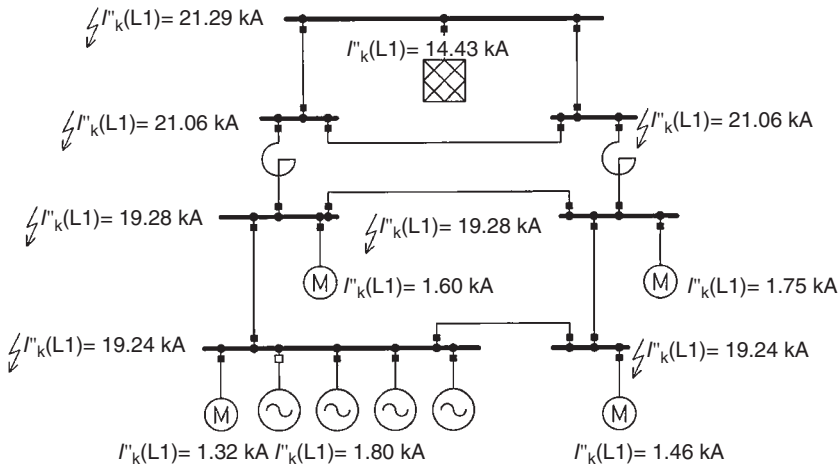 I"k(L1)= 21.29 kA
I"k(L1)= 14.43 kA
I"k(L1)= 21.06 kA
I"k(L1)= 21.06 kA
I"k(L1)= 19.28 kA
I"k(L1)= 19.28 kA
M
I"k(L1)= 1.60 kA
M
I"k(L1)= 1.75 kA
I"k(L1)= 19.24 kA
I"k(L1)= 19.24 kA
M
M
I"k(L1)= 1.32 kA
I"k(L1)= 1.80 kA
I"k(L1)= 1.46 kA